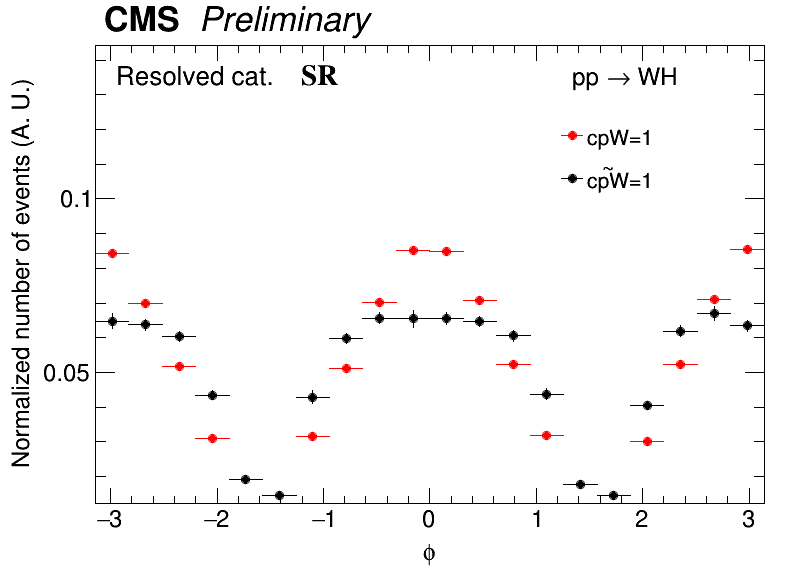 CMS Preliminary
Resolved cat. SR
pp → WH
cpW=1
cpW̃=1
Normalized number of events (A. U.)
0.1
0.05
−3 −2 −1 0 1 2 3
ϕ